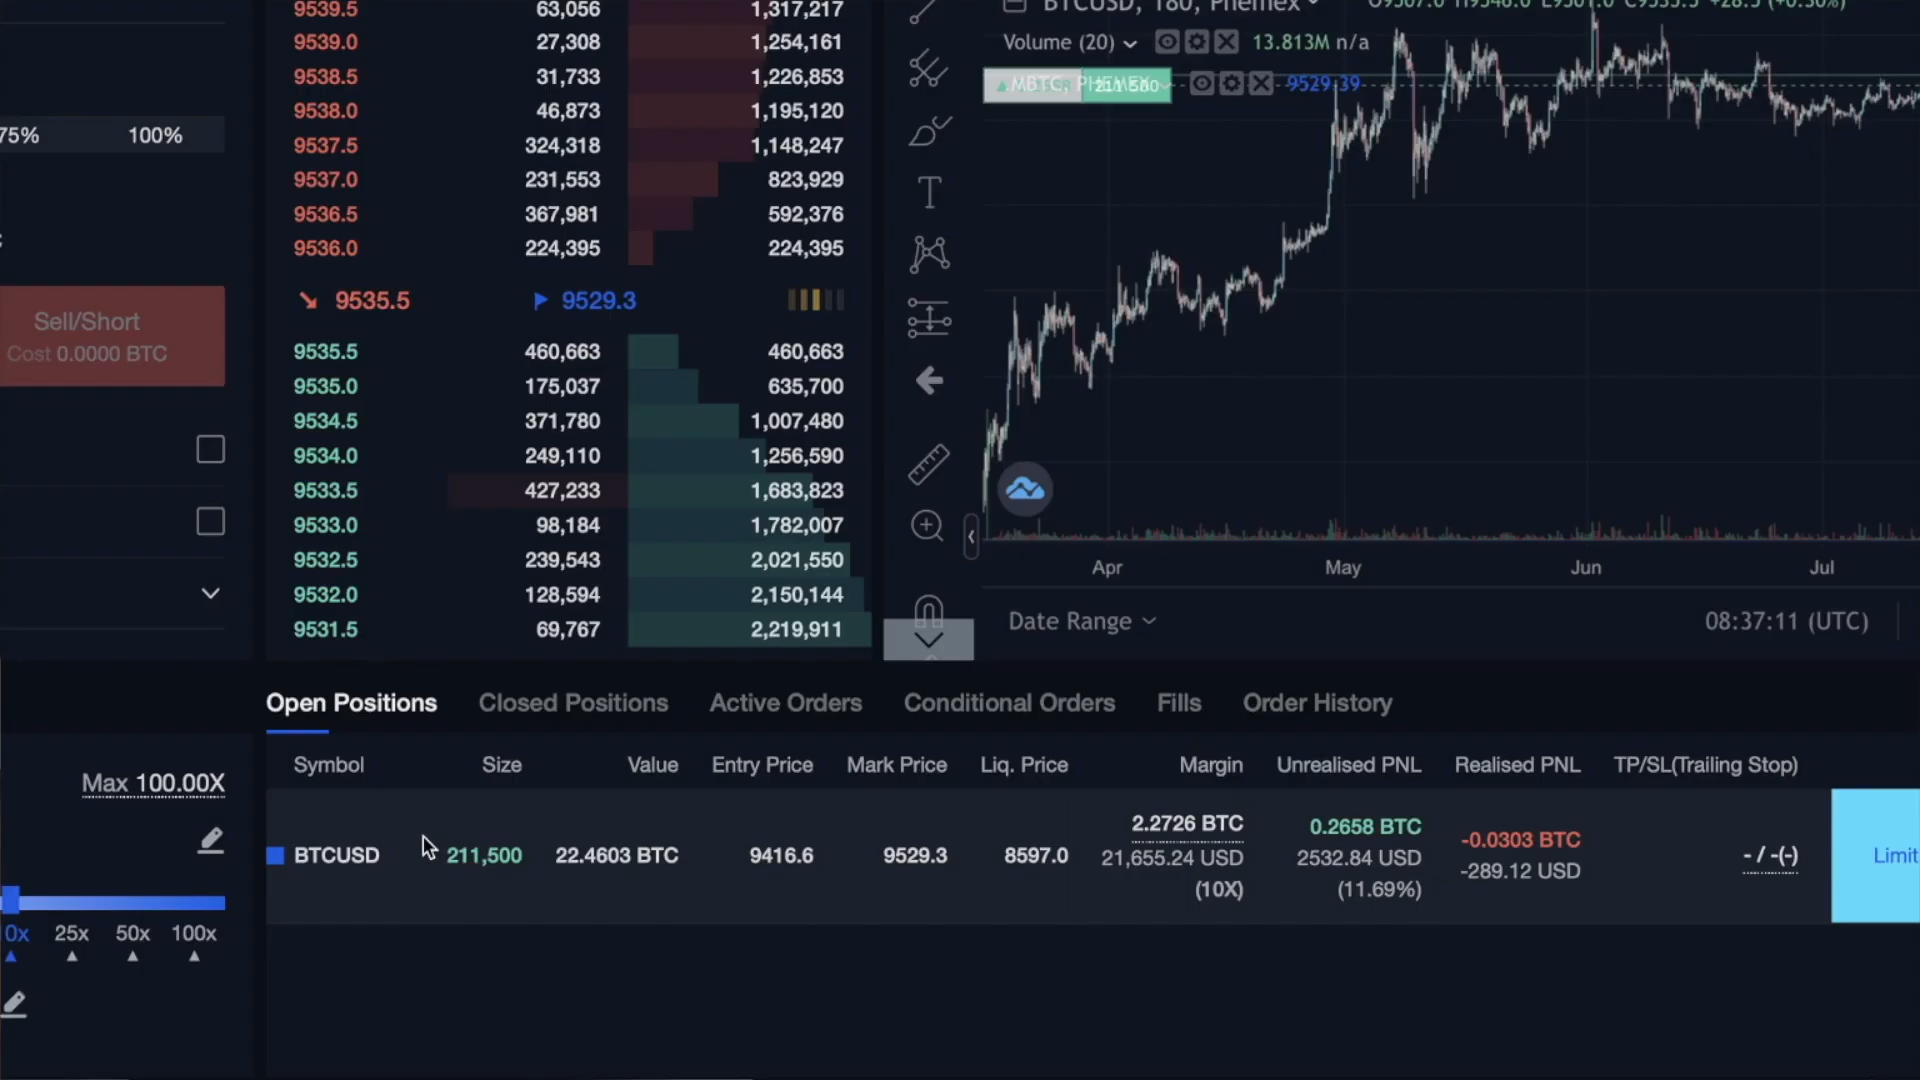 75% 100%
Sell/Short
Cost 0.0000 BTC
9539.5 63,056 1,317,217
9539.0 27,308 1,254,161
9538.5 31,733 1,226,853
9538.0 46,873 1,195,120
9537.5 324,318 1,148,247
9537.0 231,553 823,929
9536.5 367,981 592,376
9536.0 224,395 224,395
9535.5 9529.3
9535.5 460,663 460,663
9535.0 175,037 635,700
9534.5 371,780 1,007,480
9534.0 249,110 1,256,590
9533.5 427,233 1,683,823
9533.0 98,184 1,782,007
9532.5 239,543 2,021,550
9532.0 128,594 2,150,144
9531.5 69,767 2,219,911
BTCUSD, 180, Phemex
Volume (20) 13.813M n/a
.MBTC, PHEMEX 211,500 9529.39
Apr May Jun Jul
Date Range 08:37:11 (UTC)
Max 100.00X
0x 25x 50x 100x
Open Positions Closed Positions Active Orders Conditional Orders Fills Order History
Symbol Size Value Entry Price Mark Price Liq. Price Margin Unrealised PNL Realised PNL TP/SL(Trailing Stop)
BTCUSD 211,500 22.4603 BTC 9416.6 9529.3 8597.0 2.2726 BTC 0.2658 BTC -0.0303 BTC - / -(-) Limit
21,655.24 USD 2532.84 USD -289.12 USD
(10X) (11.69%)